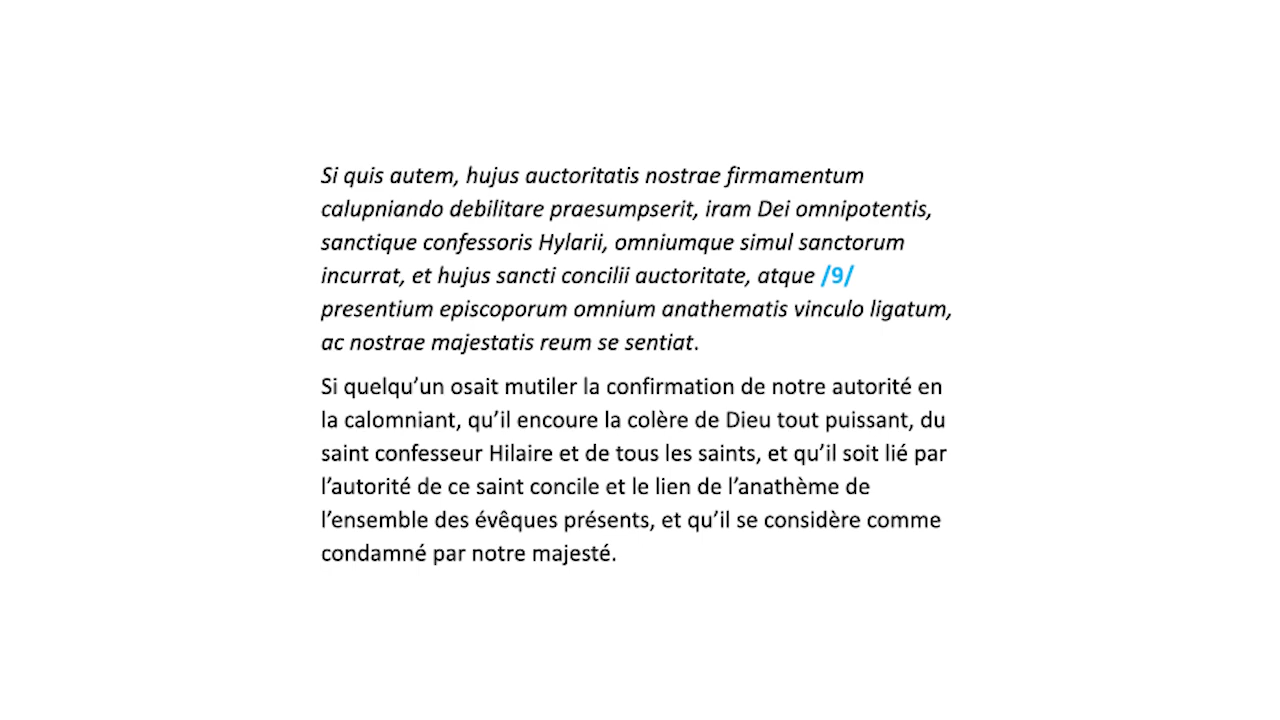 Si quis autem, hujus auctoritatis nostrae firmamentum
calupniando debilitare praesumpserit, iram Dei omnipotentis,
sanctique confessoris Hylarii, omniumque simul sanctorum
incurrat, et hujus sancti concilii auctoritate, atque /9/
presentium episcoporum omnium anathematis vinculo ligatum,
ac nostrae majestatis reum se sentiat.
Si quelqu’un osait mutiler la confirmation de notre autorité en
la calomniant, qu’il encoure la colère de Dieu tout puissant, du
saint confesseur Hilaire et de tous les saints, et qu’il soit lié par
l’autorité de ce saint concile et le lien de l’anathème de
l’ensemble des évêques présents, et qu’il se considère comme
condamné par notre majesté.